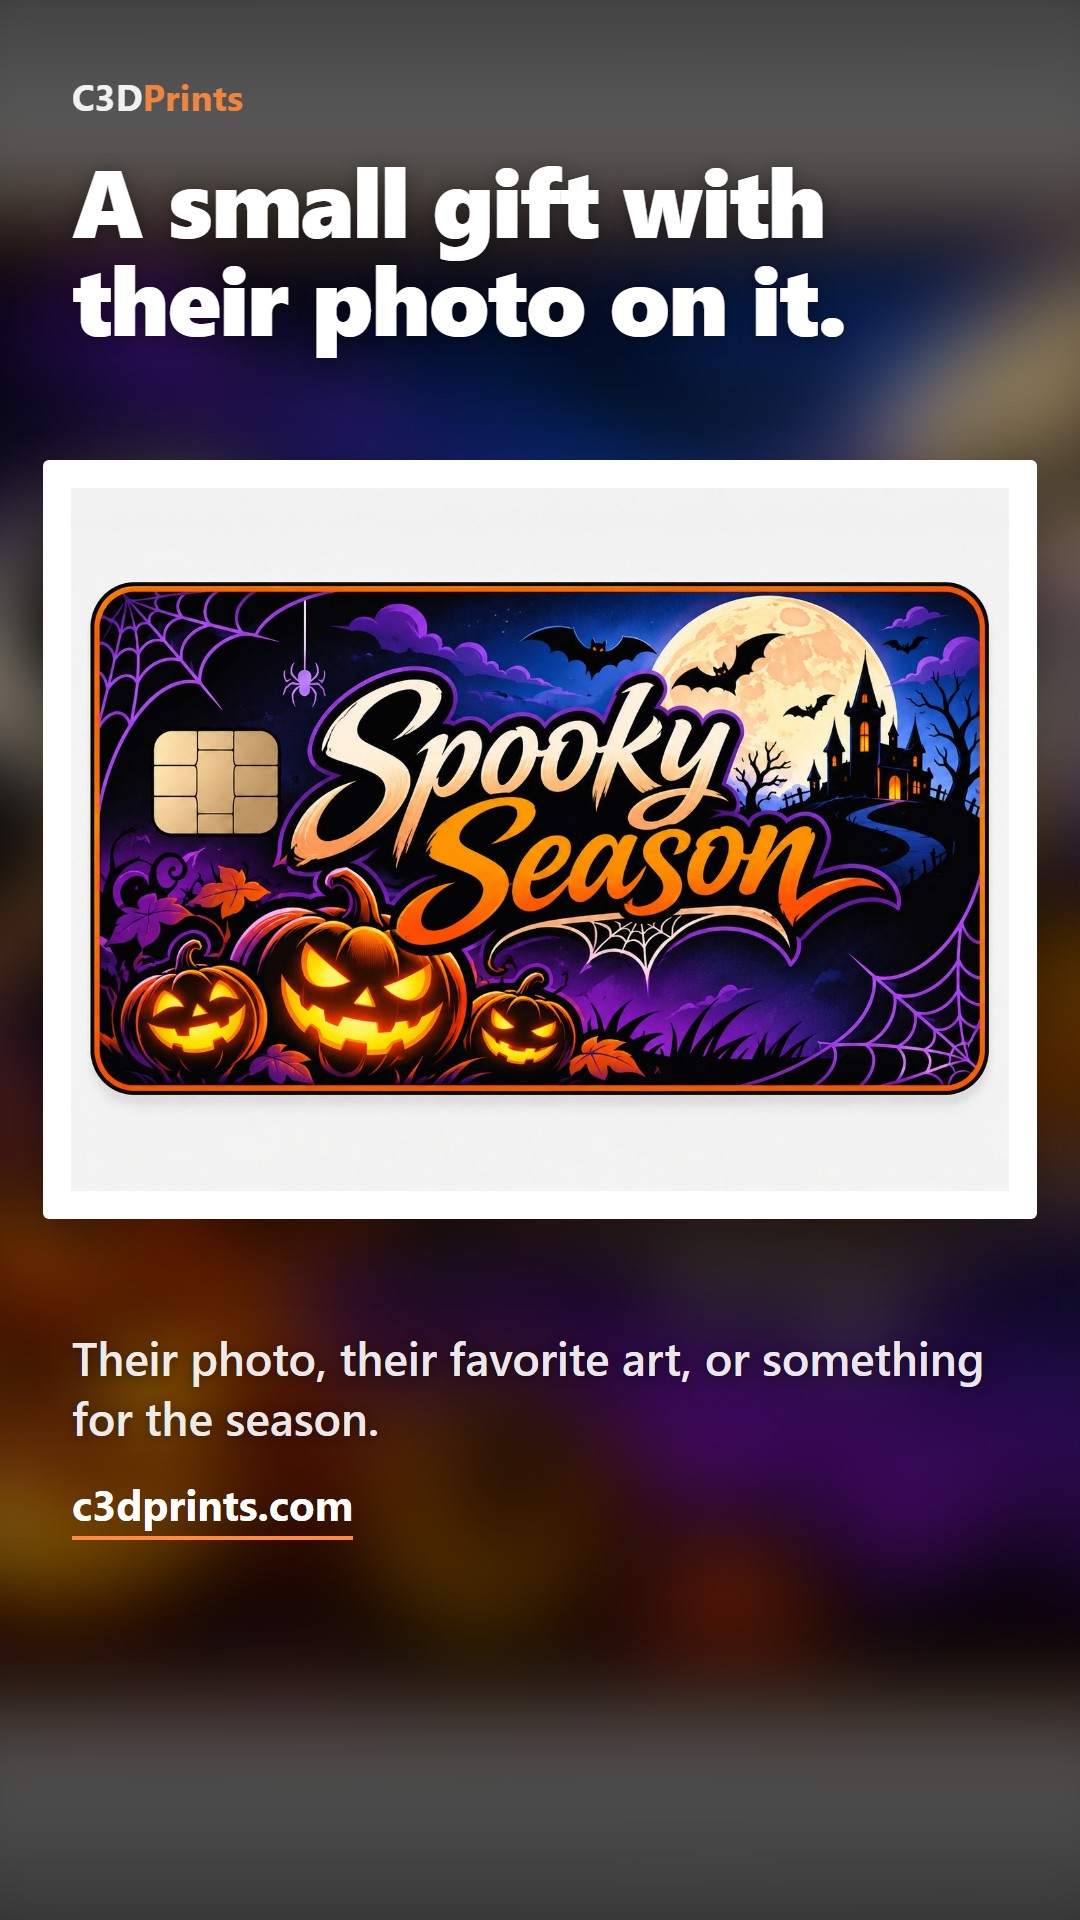 C3DPrints
A small gift with
their photo on it.
Spooky
Season
Their photo, their favorite art, or something
for the season.
c3dprints.com